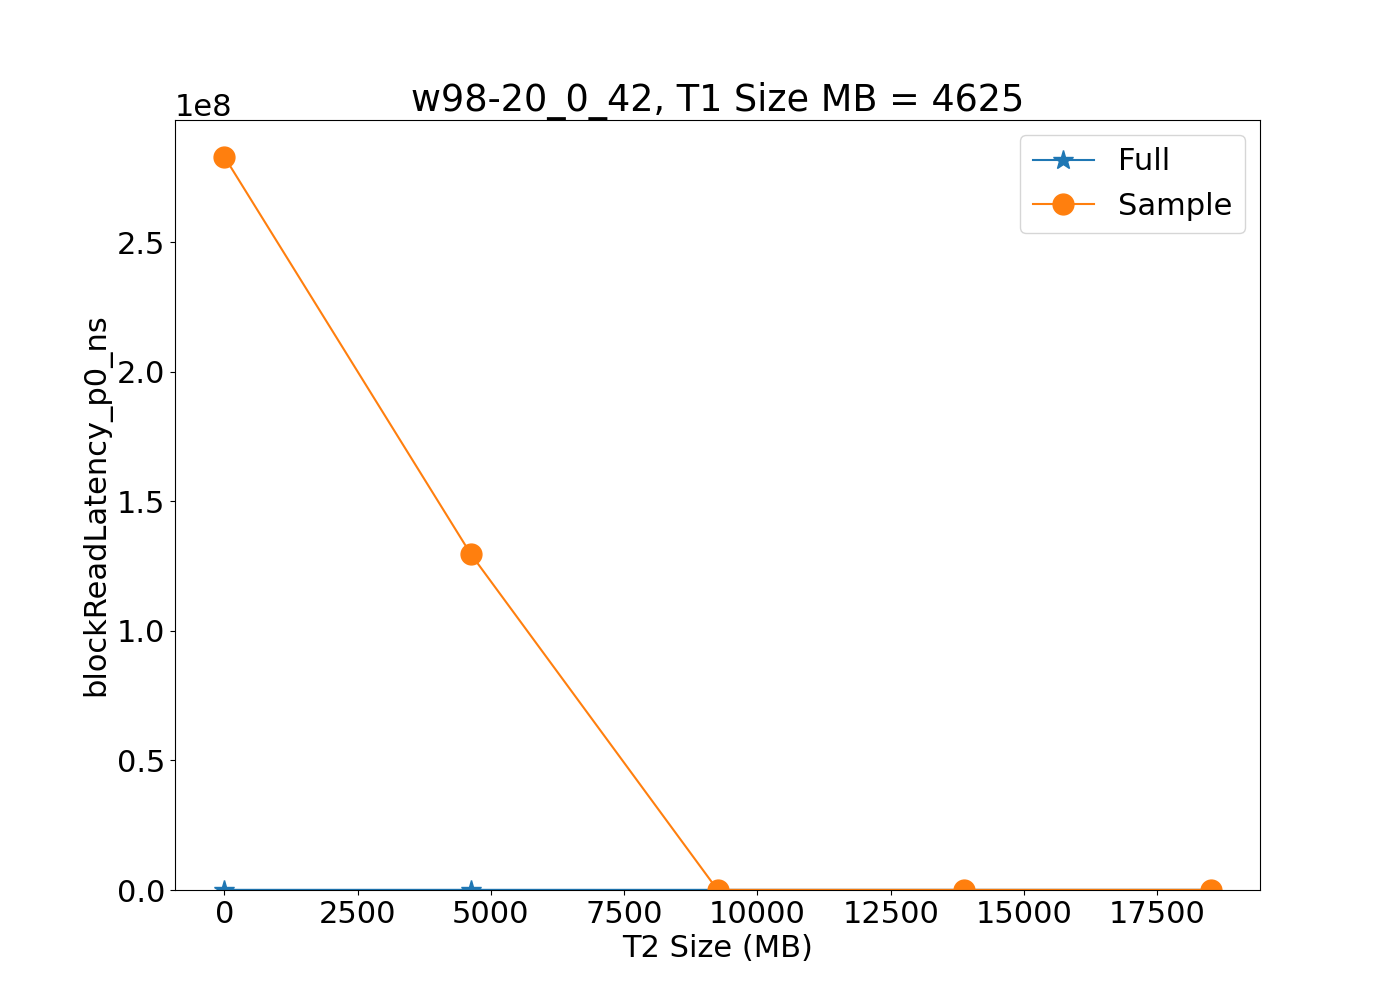 w98-20_0_42, T1 Size MB = 4625
1e8
Full
Sample
2.5
2.0
1.5
1.0
0.5
0.0
blockReadLatency_p0_ns
0 2500 5000 7500 10000 12500 15000 17500
T2 Size (MB)